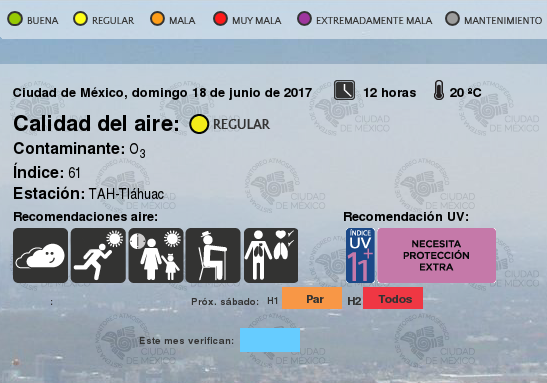 BUENA REGULAR MALA MUY MALA EXTREMADAMENTE MALA MANTENIMIENTO
Ciudad de México, domingo 18 de junio de 2017 12 horas 20 ºC
Calidad del aire: REGULAR
Contaminante: O3
Índice: 61
Estación: TAH-Tláhuac
Recomendaciones aire: Recomendación UV:
ÍNDICE
UV
11+
NECESITA
PROTECCIÓN
EXTRA
: Próx. sábado: H1 Par H2 Todos
Este mes verifican:
CIUDAD
DE MÉXICO